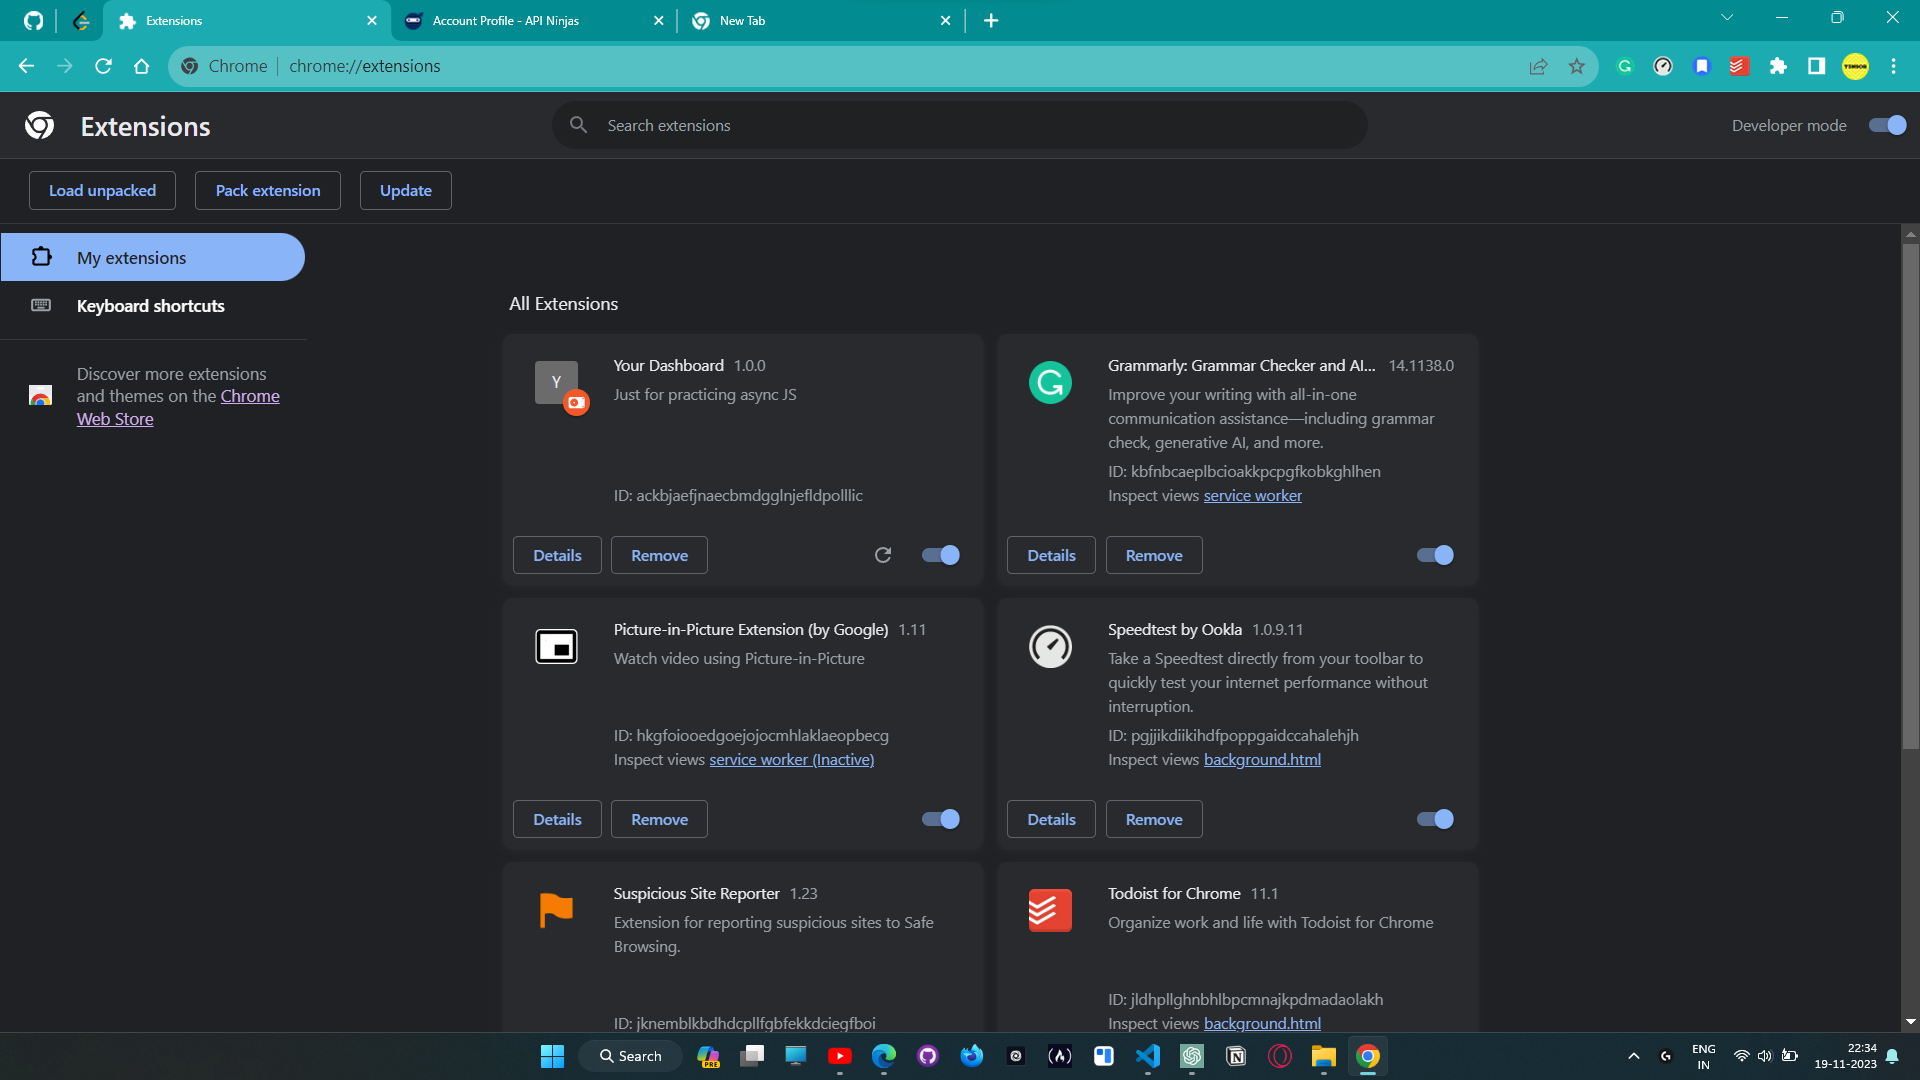 Extensions
Account Profile - API Ninjas
New Tab
Chrome
chrome://extensions
TENSOR
Extensions
Search extensions
Developer mode
Load unpacked
Pack extension
Update
My extensions
Keyboard shortcuts
Discover more extensions
and themes on the Chrome
Web Store
All Extensions
Y
Your Dashboard 1.0.0
Just for practicing async JS
ID: ackbjaefjnaecbmdgglnjefldpolllic
Details
Remove
Grammarly: Grammar Checker and AI... 14.1138.0
Improve your writing with all-in-one
communication assistance—including grammar
check, generative AI, and more.
ID: kbfnbcaeplbcioakkpcpgfkobkghlhen
Inspect views service worker
Details
Remove
Picture-in-Picture Extension (by Google) 1.11
Watch video using Picture-in-Picture
ID: hkgfoiooedgoejojocmhlaklaeopbecg
Inspect views service worker (Inactive)
Details
Remove
Speedtest by Ookla 1.0.9.11
Take a Speedtest directly from your toolbar to
quickly test your internet performance without
interruption.
ID: pgjjikdiikihdfpoppgaidccahalehjh
Inspect views background.html
Details
Remove
Suspicious Site Reporter 1.23
Extension for reporting suspicious sites to Safe
Browsing.
ID: jknemblkbdhdcpllfgbfekkdciegfboi
Todoist for Chrome 11.1
Organize work and life with Todoist for Chrome
ID: jldhpllghnbhlbpcmnajkpdmadaolakh
Inspect views background.html
Search
PRE
ENG
IN
22:34
19-11-2023